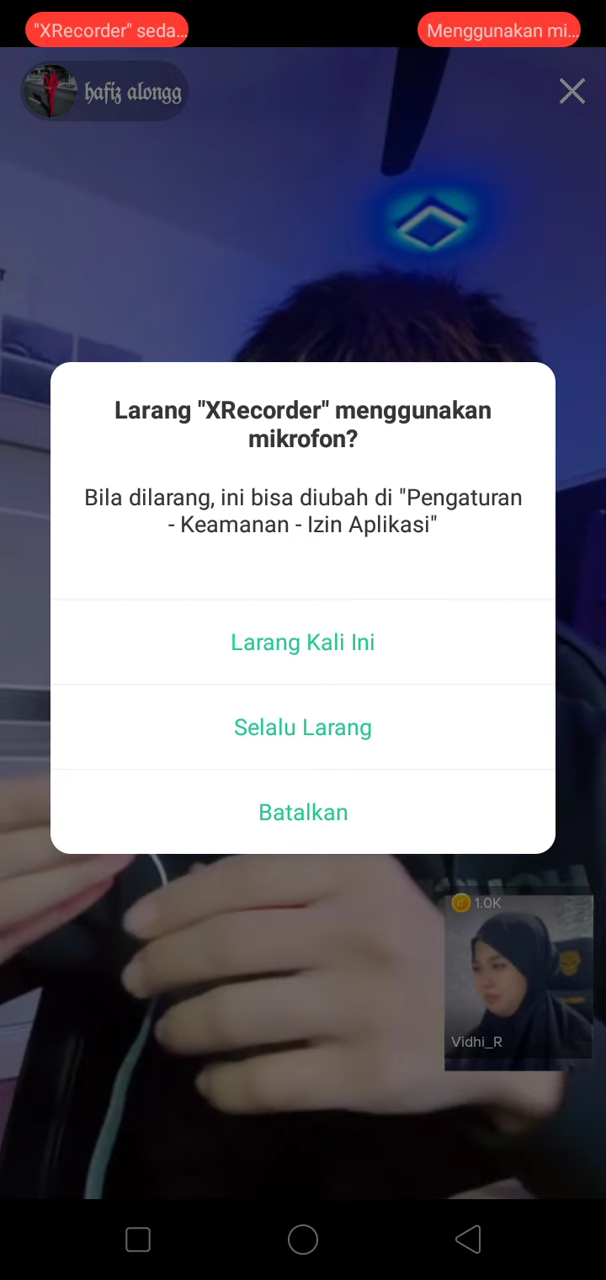 "XRecorder" seda...
Menggunakan mi...
hafiz alongg
Larang "XRecorder" menggunakan
mikrofon?
Bila dilarang, ini bisa diubah di "Pengaturan
- Keamanan - Izin Aplikasi"
Larang Kali Ini
Selalu Larang
Batalkan
1.0K
Vidhi_R